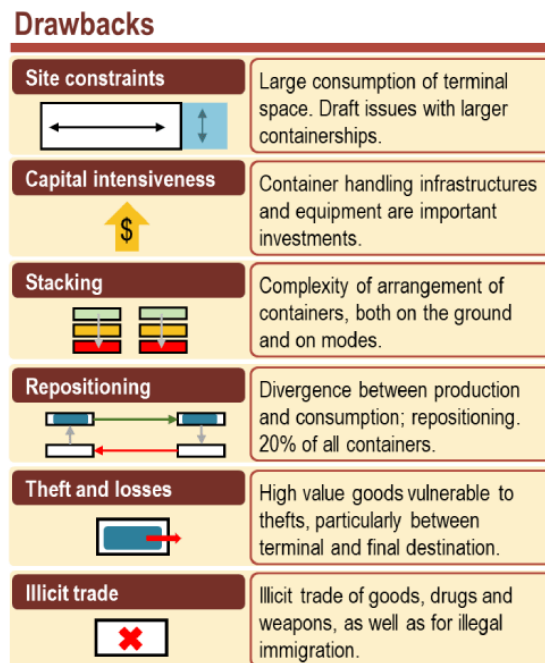 Drawbacks
Site constraints
Large consumption of terminal
space. Draft issues with larger
containerships.
Capital intensiveness
$
Container handling infrastructures
and equipment are important
investments.
Stacking
Complexity of arrangement of
containers, both on the ground
and on modes.
Repositioning
Divergence between production
and consumption; repositioning.
20% of all containers.
Theft and losses
High value goods vulnerable to
thefts, particularly between
terminal and final destination.
Illicit trade
Illicit trade of goods, drugs and
weapons, as well as for illegal
immigration.